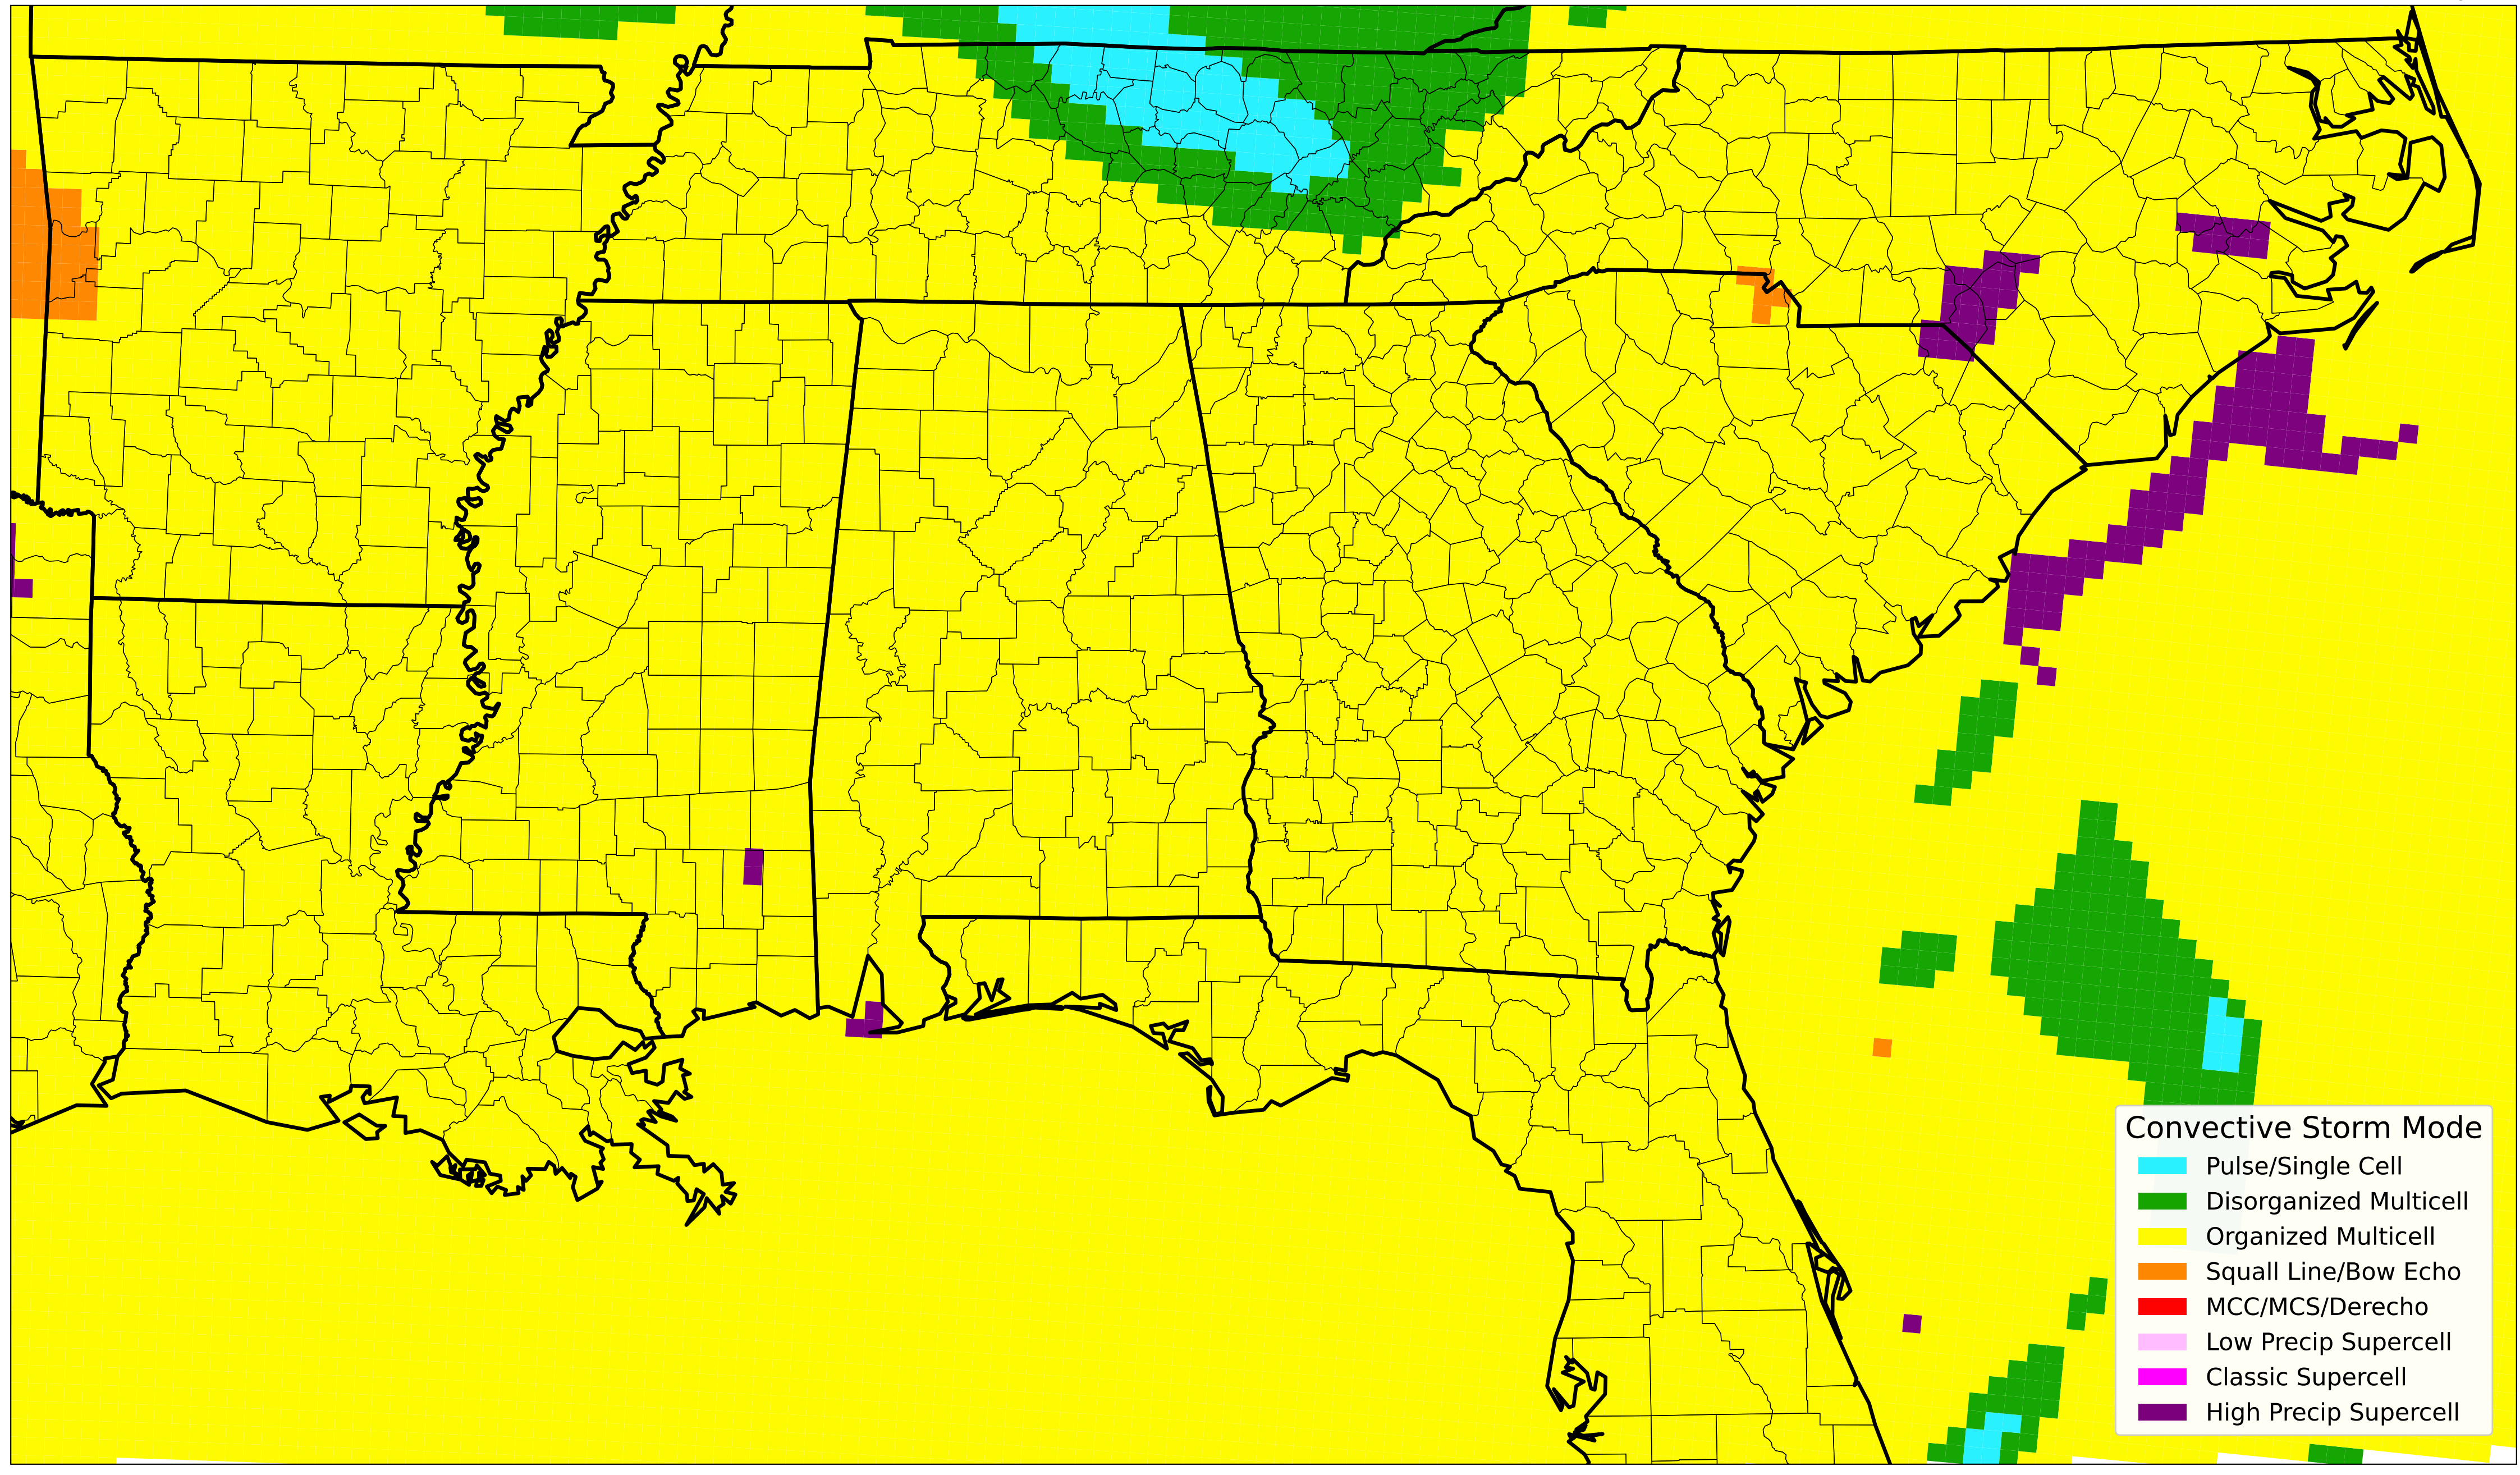 Convective Storm Mode
Pulse/Single Cell
Disorganized Multicell
Organized Multicell
Squall Line/Bow Echo
MCC/MCS/Derecho
Low Precip Supercell
Classic Supercell
High Precip Supercell